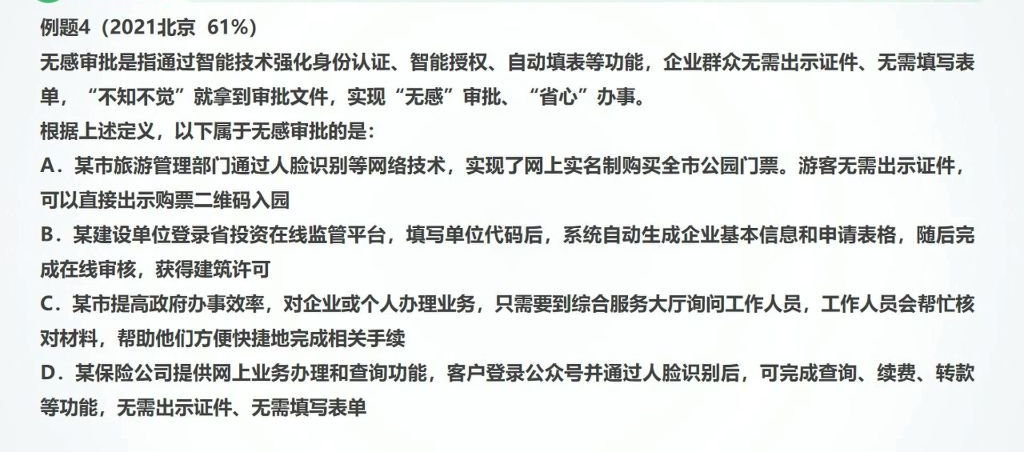 例题4（2021北京 61%）
无感审批是指通过智能技术强化身份认证、智能授权、自动填表等功能，企业群众无需出示证件、无需填写表
单，“不知不觉”就拿到审批文件，实现“无感”审批、“省心”办事。
根据上述定义，以下属于无感审批的是：
A．某市旅游管理部门通过人脸识别等网络技术，实现了网上实名制购买全市公园门票。游客无需出示证件，
可以直接出示购票二维码入园
B．某建设单位登录省投资在线监管平台，填写单位代码后，系统自动生成企业基本信息和申请表格，随后完
成在线审核，获得建筑许可
C．某市提高政府办事效率，对企业或个人办理业务，只需要到综合服务大厅询问工作人员，工作人员会帮忙核
对材料，帮助他们方便快捷地完成相关手续
D．某保险公司提供网上业务办理和查询功能，客户登录公众号并通过人脸识别后，可完成查询、续费、转款
等功能，无需出示证件、无需填写表单